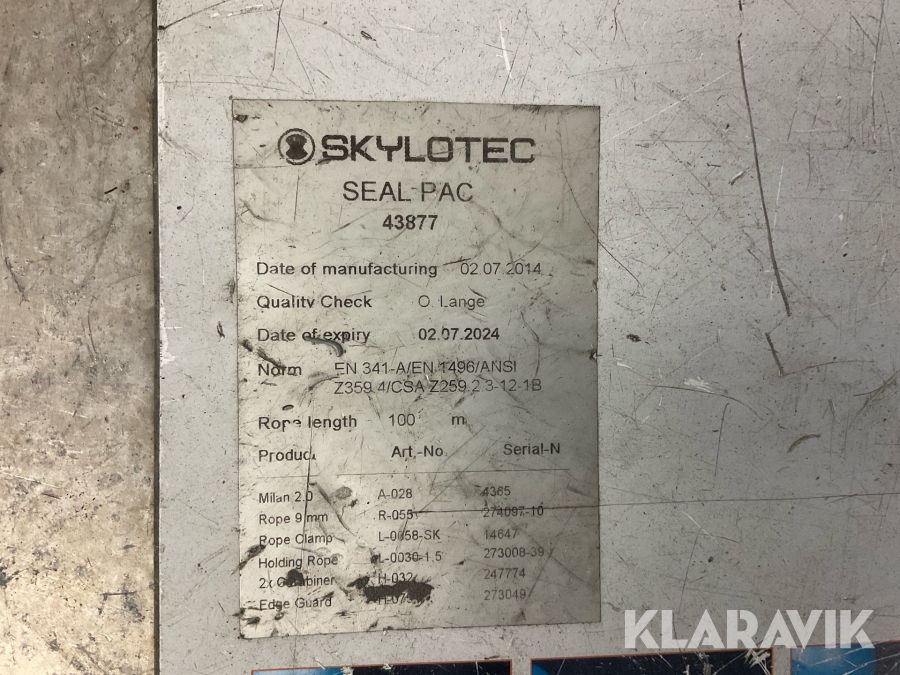 SKYLOTEC
SEAL PAC
43877
Date of manufacturing 02.07.2014
Quality Check O. Lange
Date of expiry 02.07.2024
Norm EN 341-A/EN 1496/ANSI
Z359.4/CSA Z259.2.3-12-1B
Rope length 100 m
Product Art.-No. Serial-N
Milan 2.0 A-028 4365
Rope 9 mm R-055 274097-10
Rope Clamp L-0058-SK 14647
Holding Rope L-0030-1,5 273008-39
2x H-032 247774
Edge Guard 273049
KLARAVIK